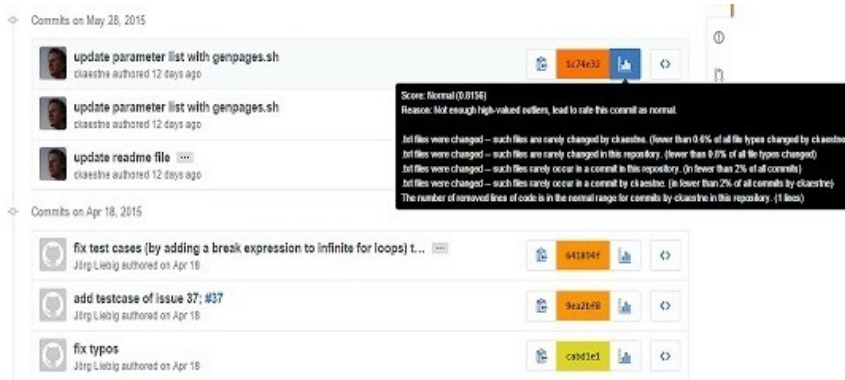 Commits on May 28, 2015
update parameter list with genpages.sh
ckaestne authored 12 days ago
1c74e32
update parameter list with genpages.sh
ckaestne authored 12 days ago
update readme file ...
ckaestne authored 12 days ago
Score: Normal (0.8156)
Reason: Not enough high-valued outliers, lead to rate this commit as normal.
.txt files were changed – such files are rarely changed by ckaestne. (fewer than 0.6% of all file types changed by ckaestne
.txt files were changed – such files are rarely changed in this repository. (fewer than 0.8% of all file types changed)
.txt files were changed – such files rarely occur in a commit in this repository. (in fewer than 2% of all commits)
.txt files were changed – such files rarely occur in a commit by ckaestne. (in fewer than 2% of all commits by ckaestne)
The number of removed lines of code is in the normal range for commits by ckaestne in this repository. (1 lines)
Commits on Apr 18, 2015
fix test cases (by adding a break expression to infinite for loops) t... ...
Jörg Liebig authored on Apr 18
641894f
add testcase of issue 37; #37
Jörg Liebig authored on Apr 18
9ea2bf8
fix typos
Jörg Liebig authored on Apr 18
cabd1e1